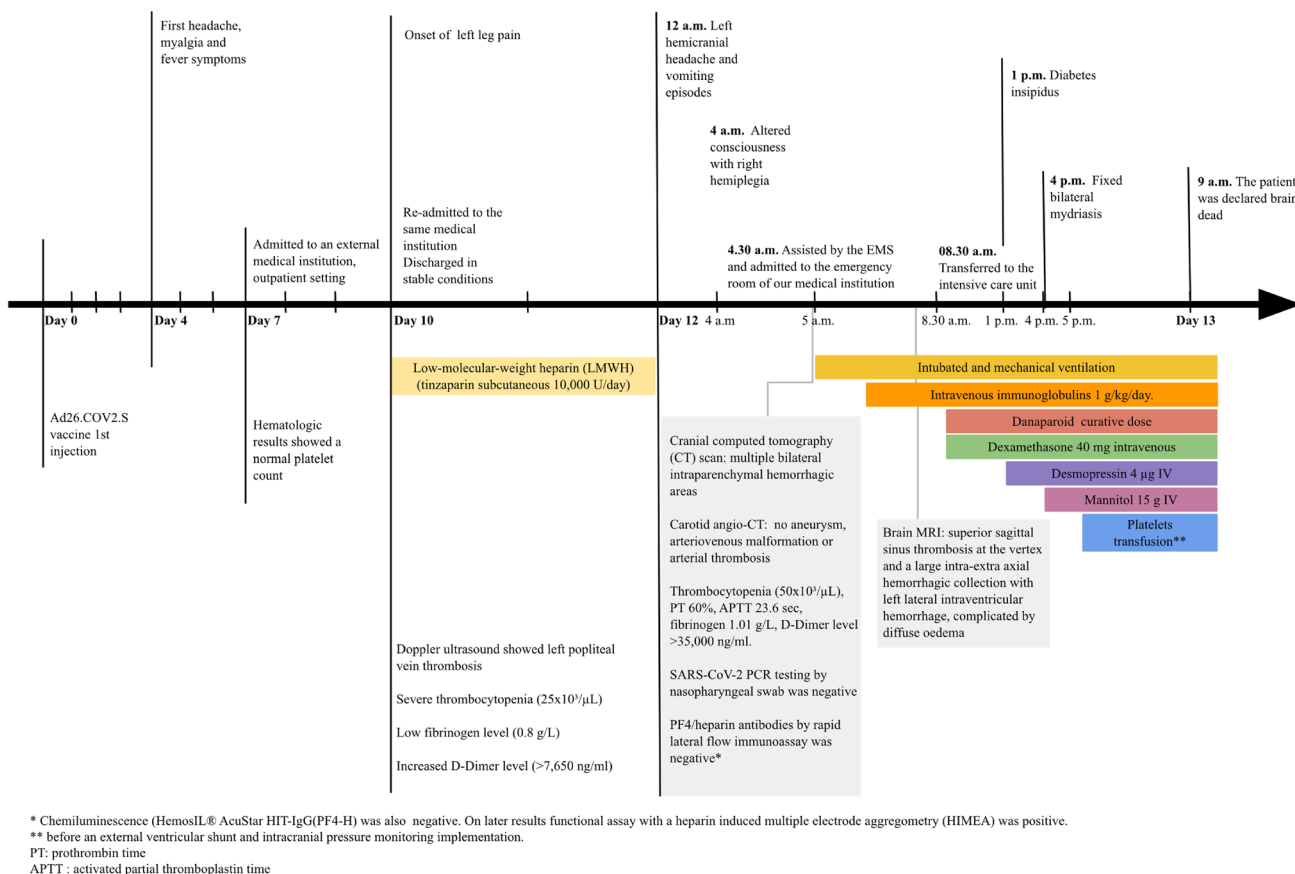 First headache,
myalgia and
fever symptoms
Onset of left leg pain
12 a.m. Left
hemicranial
headache and
vomiting
episodes
1 p.m. Diabetes
insipidus
4 a.m. Altered
consciousness
with right
hemiplegia
4 p.m. Fixed
bilateral
mydriasis
9 a.m. The patient
was declared brain
dead
Admitted to an external
medical institution,
outpatient setting
Re-admitted to the
same medical
institution
Discharged in
stable conditions
4.30 a.m. Assisted by the EMS
and admitted to the emergency
room of our medical institution
08.30 a.m.
Transferred to the
intensive care unit
Day 0
Day 4
Day 7
Day 10
Day 12
4 a.m
5 a.m.
8.30 a.m.
1 p.m.
4 p.m.
5 p.m.
Day 13
Low-molecular-weight heparin (LMWH)
(tinzaparin subcutaneous 10,000 U/day)
Intubated and mechanical ventilation
Intravenous immunoglobulins 1 g/kg/day.
Danaparoid curative dose
Dexamethasone 40 mg intravenous
Desmopressin 4 µg IV
Mannitol 15 g IV
Platelets
transfusion**
Ad26.COV2.S
vaccine 1st
injection
Hematologic
results showed a
normal platelet
count
Doppler ultrasound showed left popliteal
vein thrombosis
Severe thrombocytopenia (25x10³/µL)
Low fibrinogen level (0.8 g/L)
Increased D-Dimer level (>7,650 ng/ml)
Cranial computed tomography
(CT) scan: multiple bilateral
intraparenchymal hemorrhagic
areas
Carotid angio-CT: no aneurysm,
arteriovenous malformation or
arterial thrombosis
Thrombocytopenia (50x10³/µL),
PT 60%, APTT 23.6 sec,
fibrinogen 1.01 g/L, D-Dimer level
>35,000 ng/ml.
SARS-CoV-2 PCR testing by
nasopharyngeal swab was negative
PF4/heparin antibodies by rapid
lateral flow immunoassay was
negative*
Brain MRI: superior sagittal
sinus thrombosis at the vertex
and a large intra-extra axial
hemorrhagic collection with
left lateral intraventricular
hemorrhage, complicated by
diffuse oedema
* Chemiluminescence (HemosIL® AcuStar HIT-IgG(PF4-H) was also negative. On later results functional assay with a heparin induced multiple electrode aggregometry (HIMEA) was positive.
** before an external ventricular shunt and intracranial pressure monitoring implementation.
PT: prothrombin time
APTT : activated partial thromboplastin time